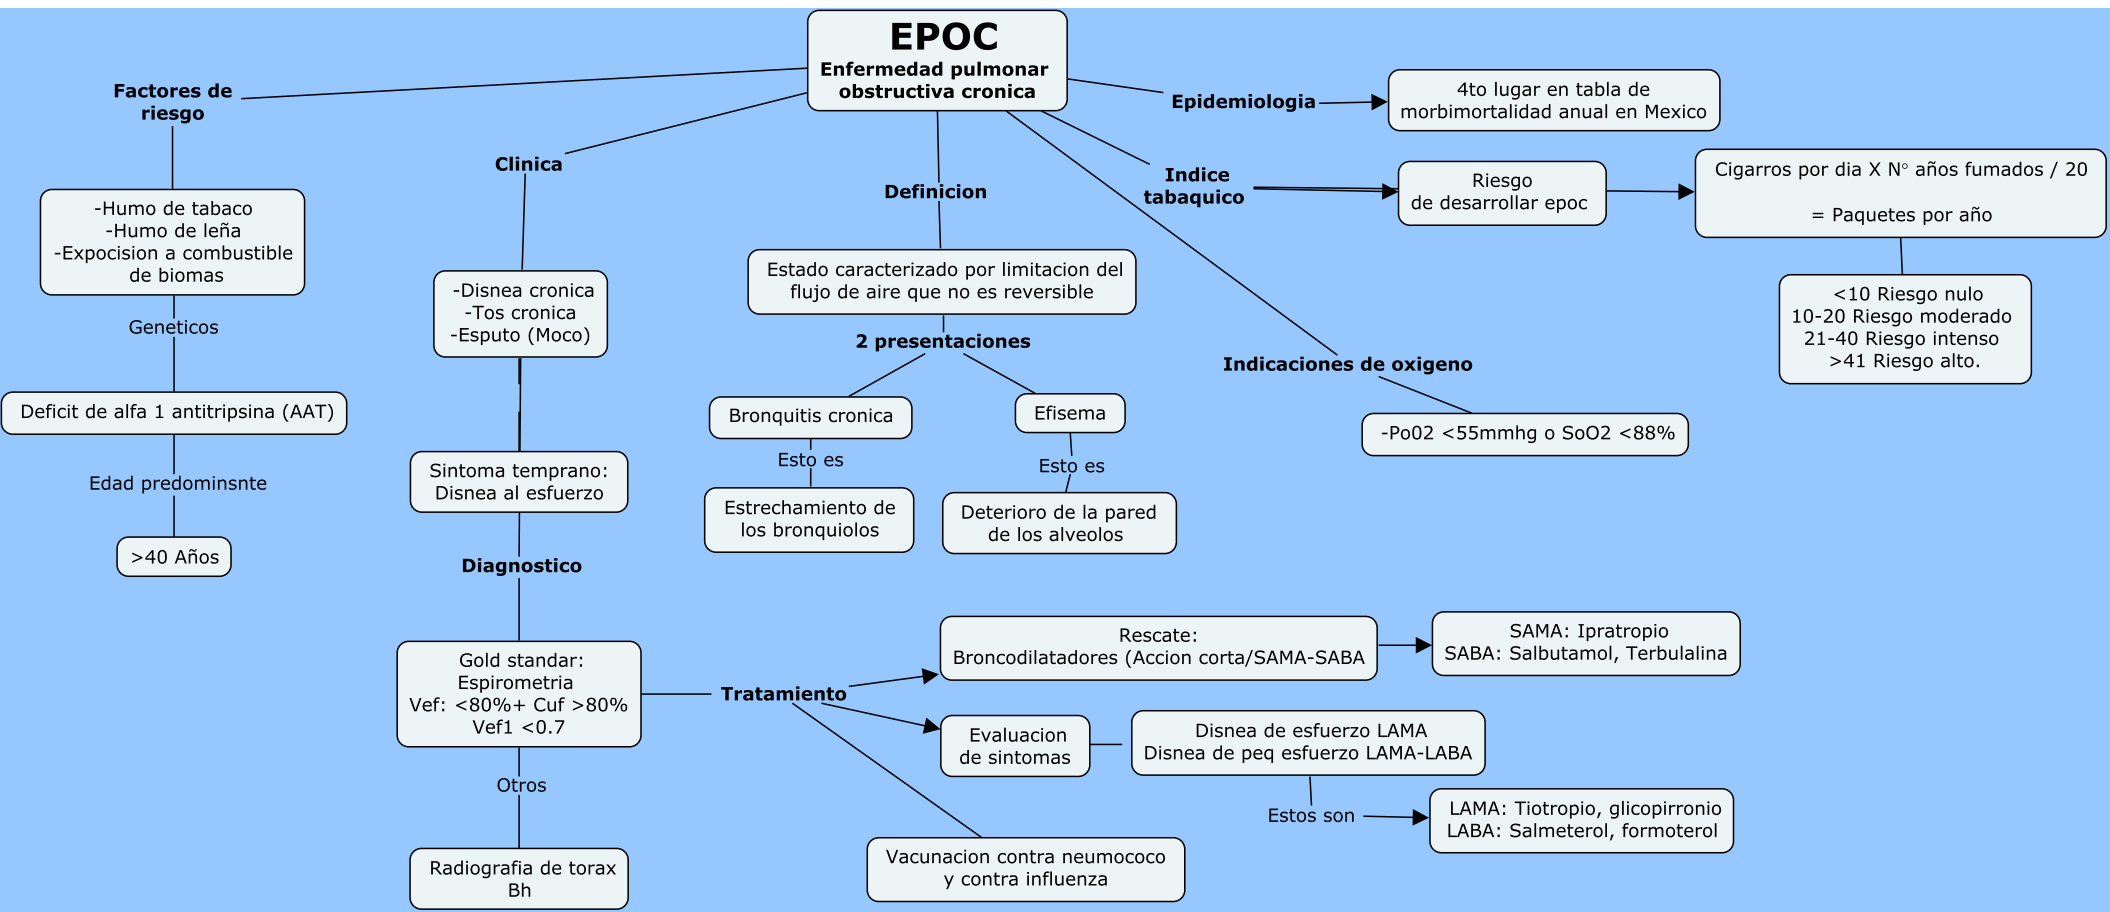 EPOC
Enfermedad pulmonar
obstructiva cronica
Factores de
riesgo
-Humo de tabaco
-Humo de leña
-Expocision a combustible
de biomas
Geneticos
Deficit de alfa 1 antitripsina (AAT)
Edad predominsnte
>40 Años
Clinica
-Disnea cronica
-Tos cronica
-Esputo (Moco)
Sintoma temprano:
Disnea al esfuerzo
Diagnostico
Gold standar:
Espirometria
Vef: <80%+ Cuf >80%
Vef1 <0.7
Otros
Radiografia de torax
Bh
Tratamiento
Rescate:
Broncodilatadores (Accion corta/SAMA-SABA
SAMA: Ipratropio
SABA: Salbutamol, Terbulalina
Evaluacion
de sintomas
Disnea de esfuerzo LAMA
Disnea de peq esfuerzo LAMA-LABA
Estos son
LAMA: Tiotropio, glicopirronio
LABA: Salmeterol, formoterol
Vacunacion contra neumococo
y contra influenza
Definicion
Estado caracterizado por limitacion del
flujo de aire que no es reversible
2 presentaciones
Bronquitis cronica
Esto es
Estrechamiento de
los bronquiolos
Efisema
Esto es
Deterioro de la pared
de los alveolos
Indicaciones de oxigeno
-Po02 <55mmhg o SoO2 <88%
Indice
tabaquico
Riesgo
de desarrollar epoc
Cigarros por dia X N° años fumados / 20
= Paquetes por año
<10 Riesgo nulo
10-20 Riesgo moderado
21-40 Riesgo intenso
>41 Riesgo alto.
Epidemiologia
4to lugar en tabla de
morbimortalidad anual en Mexico